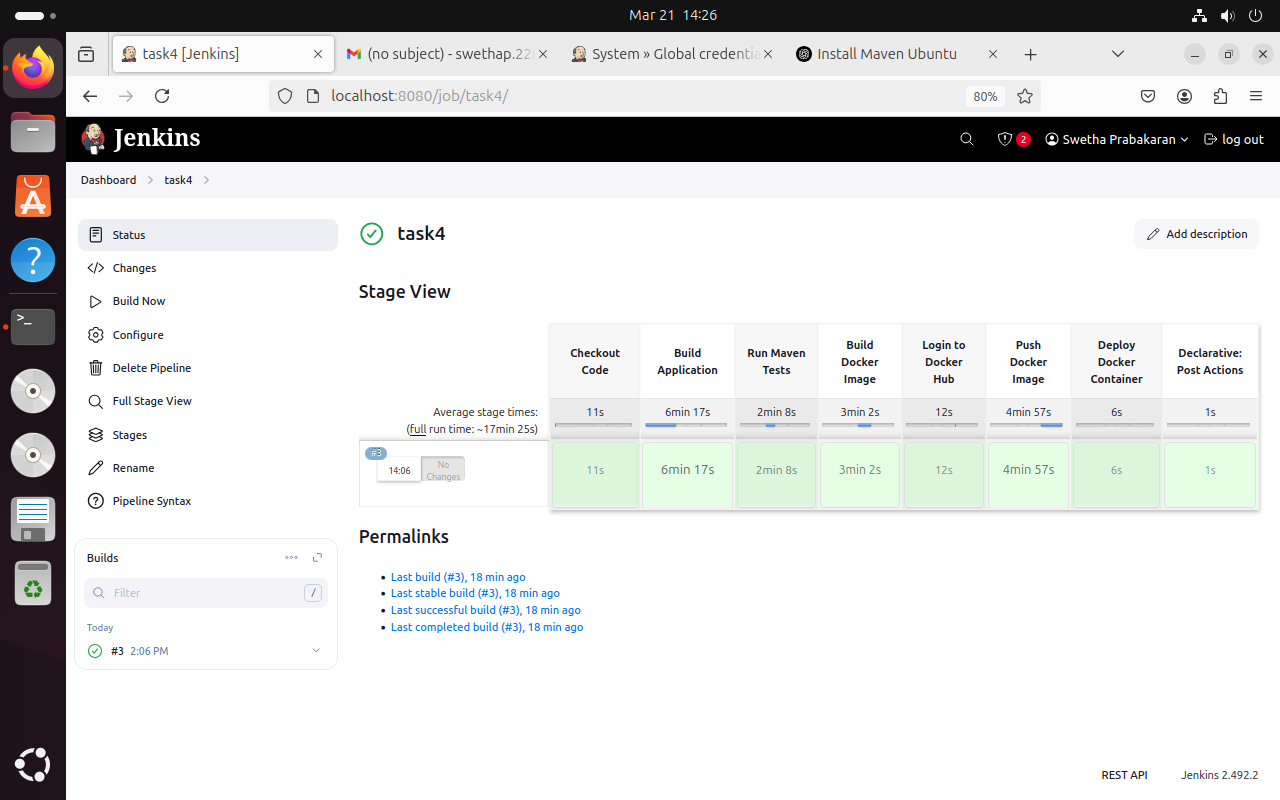 Mar 21 14:26
task4 [Jenkins]
(no subject) - swethap.22
System » Global credentia
Install Maven Ubuntu
localhost:8080/job/task4/
80%
Jenkins
2
Swetha Prabakaran
log out
Dashboard
task4
Status
Changes
Build Now
Configure
Delete Pipeline
Full Stage View
Stages
Rename
Pipeline Syntax
Builds
Filter
/
Today
#3 2:06 PM
task4
Add description
Stage View
Checkout Code
Build Application
Run Maven Tests
Build Docker Image
Login to Docker Hub
Push Docker Image
Deploy Docker Container
Declarative: Post Actions
Average stage times:
(full run time: ~17min 25s)
11s
6min 17s
2min 8s
3min 2s
12s
4min 57s
6s
1s
#3
14:06
No Changes
11s
6min 17s
2min 8s
3min 2s
12s
4min 57s
6s
1s
Permalinks
Last build (#3), 18 min ago
Last stable build (#3), 18 min ago
Last successful build (#3), 18 min ago
Last completed build (#3), 18 min ago
REST API
Jenkins 2.492.2